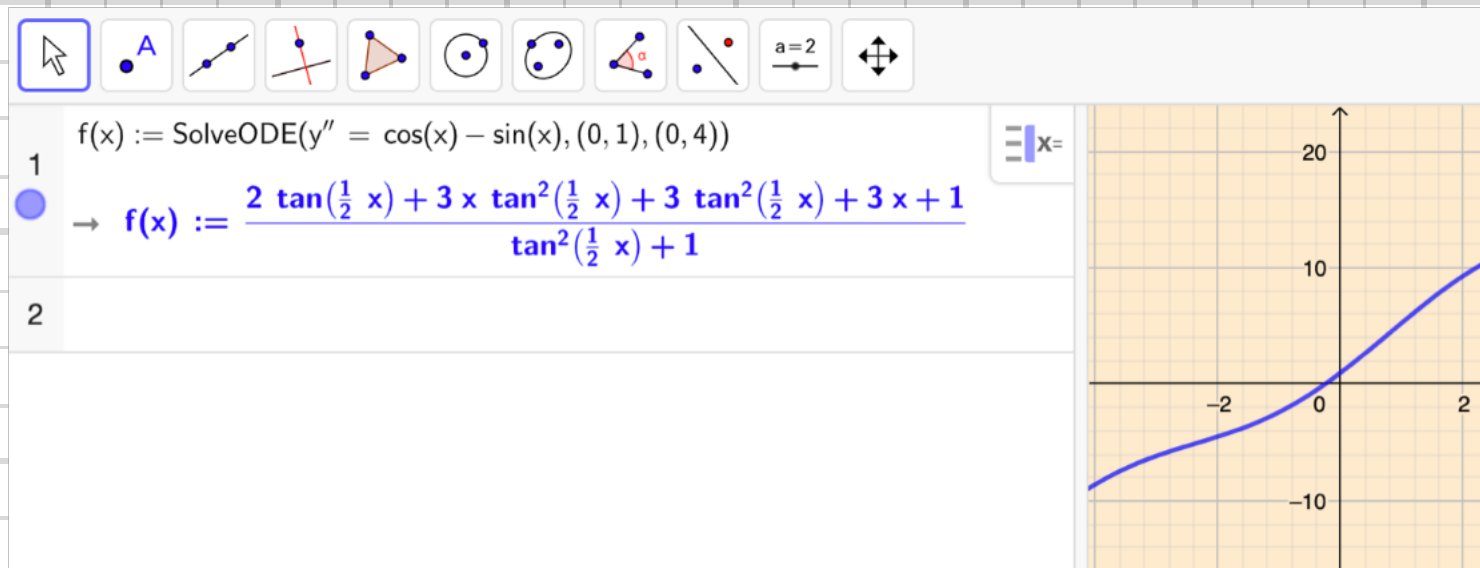 A
α
a=2
1
f(x) := SolveODE(y″ = cos(x) − sin(x), (0, 1), (0, 4))
x=
→ f(x) := (2 tan(1/2 x) + 3 x tan²(1/2 x) + 3 tan²(1/2 x) + 3 x + 1) / (tan²(1/2 x) + 1)
2
20
10
−2 0 2
−10